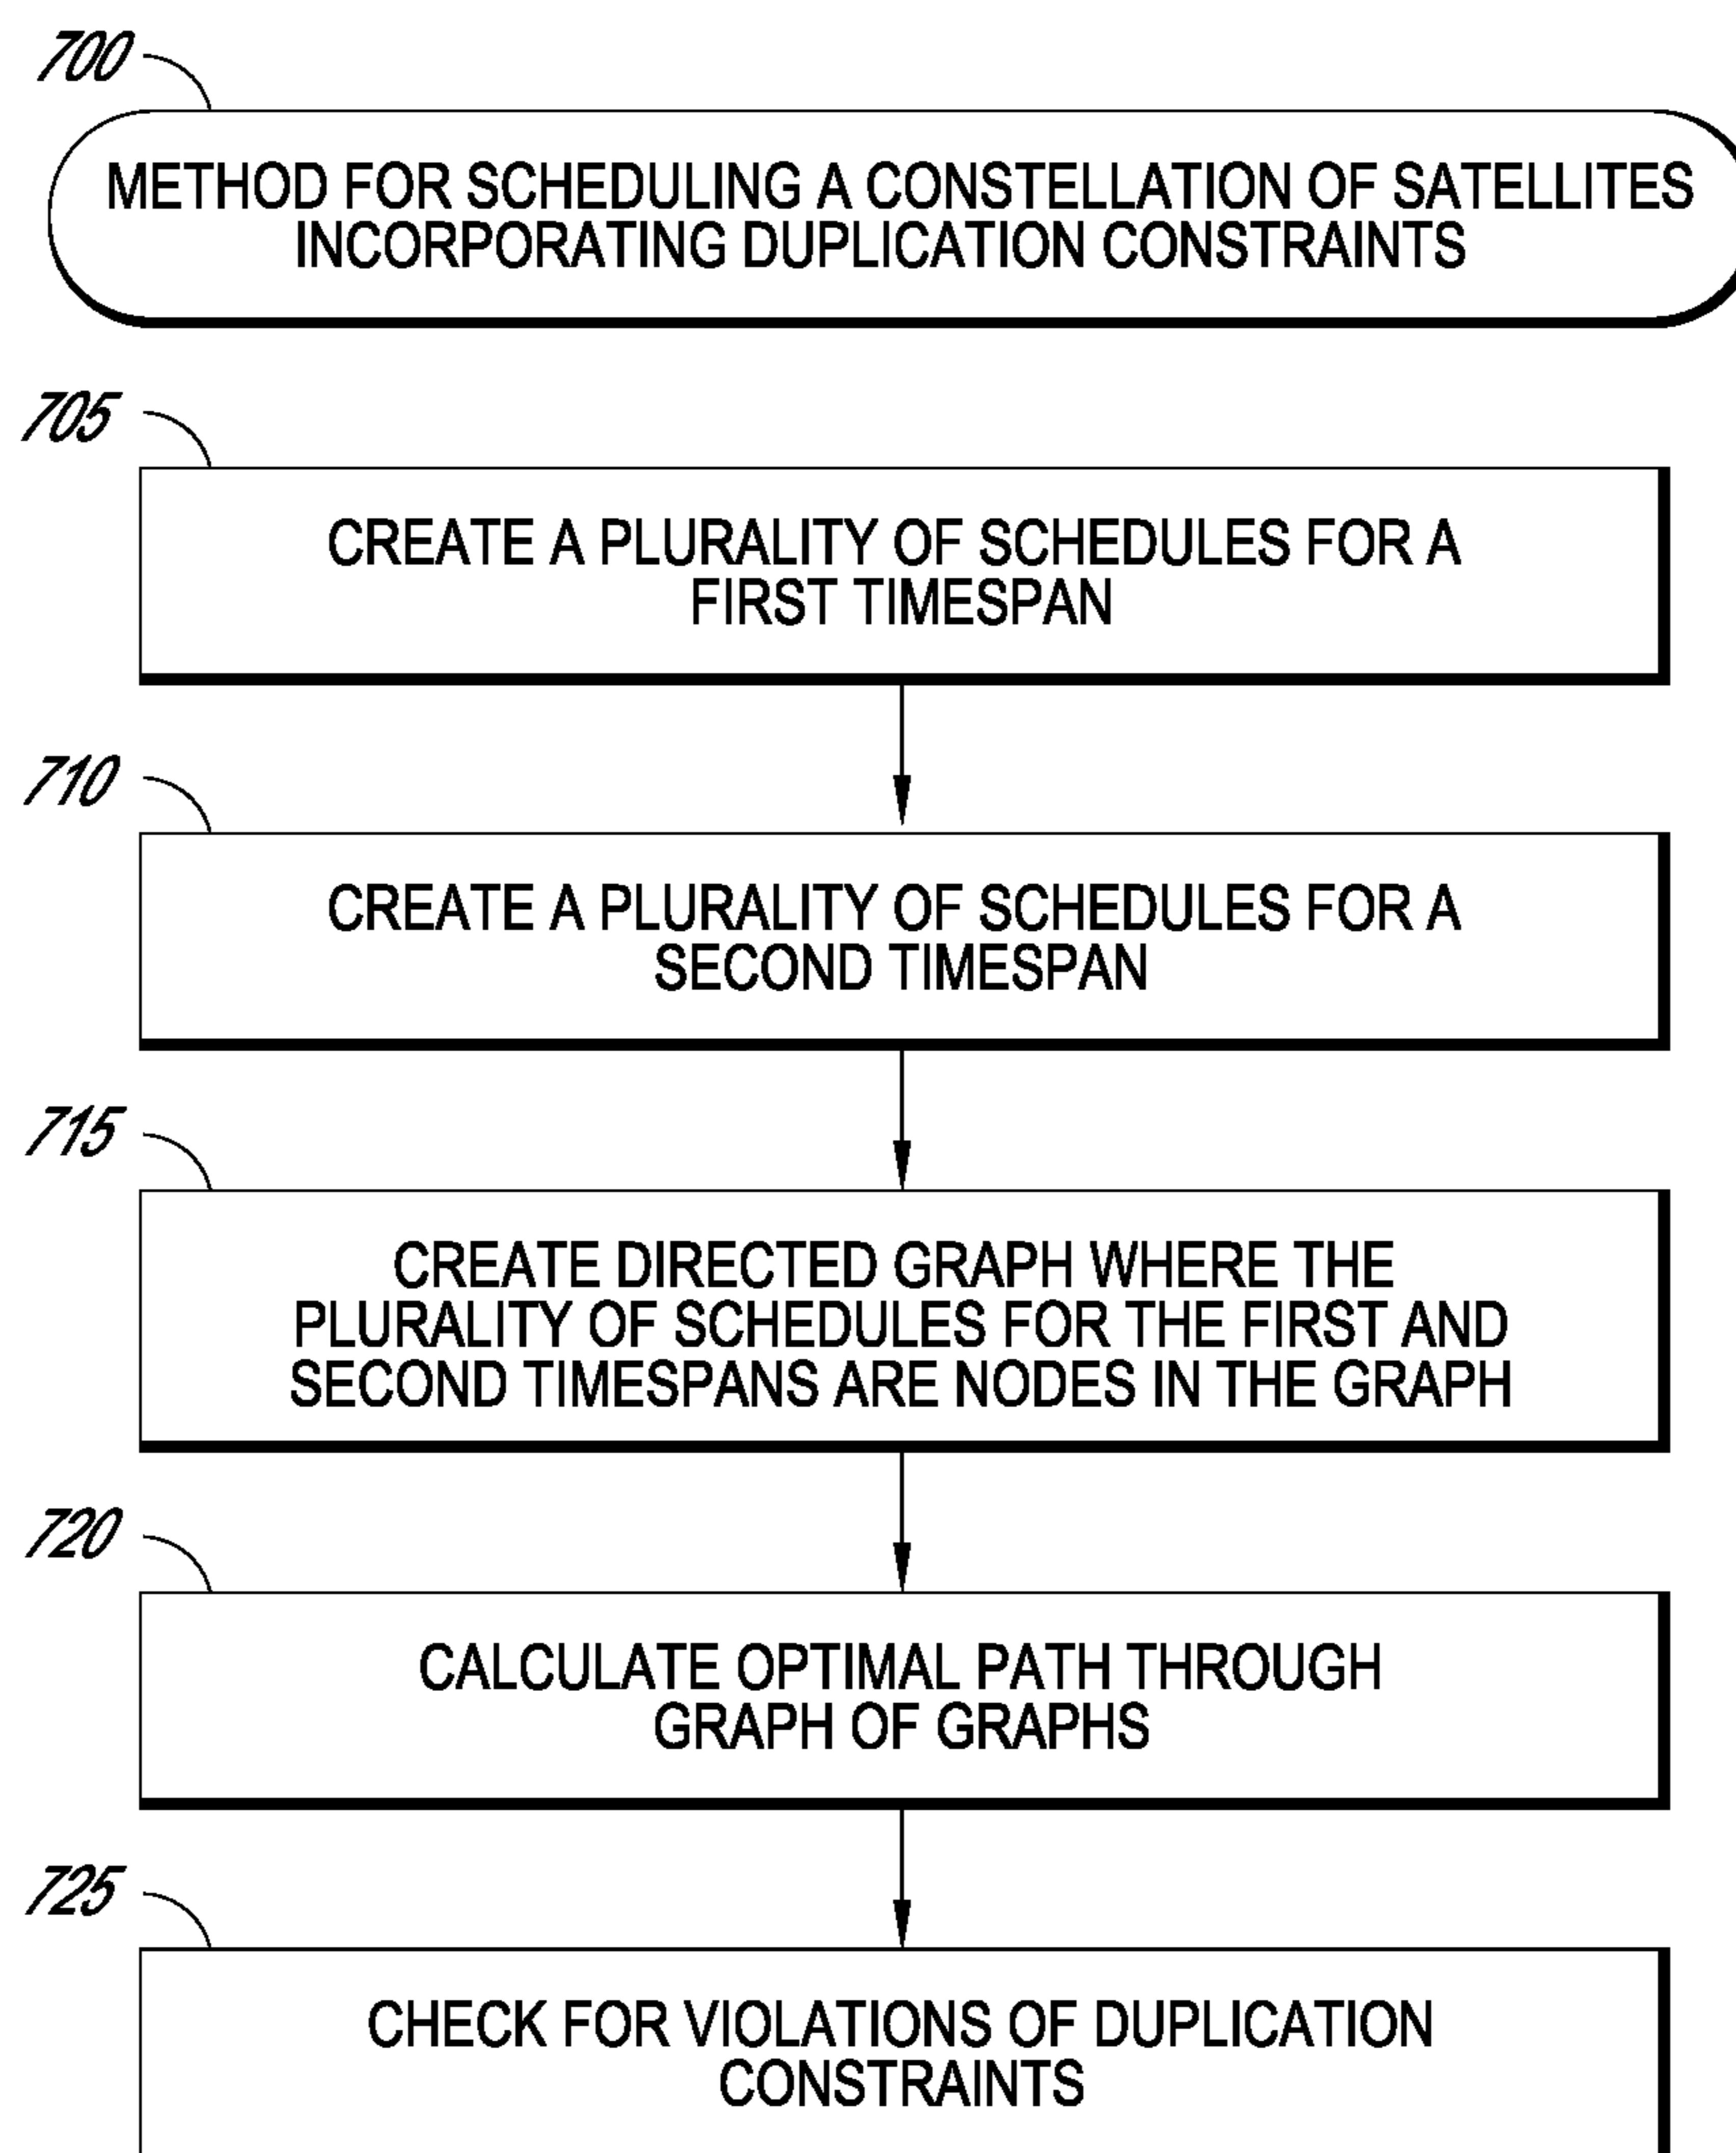 700
METHOD FOR SCHEDULING A CONSTELLATION OF SATELLITES
INCORPORATING DUPLICATION CONSTRAINTS
705
CREATE A PLURALITY OF SCHEDULES FOR A
FIRST TIMESPAN
710
CREATE A PLURALITY OF SCHEDULES FOR A
SECOND TIMESPAN
715
CREATE DIRECTED GRAPH WHERE THE
PLURALITY OF SCHEDULES FOR THE FIRST AND
SECOND TIMESPANS ARE NODES IN THE GRAPH
720
CALCULATE OPTIMAL PATH THROUGH
GRAPH OF GRAPHS
725
CHECK FOR VIOLATIONS OF DUPLICATION
CONSTRAINTS